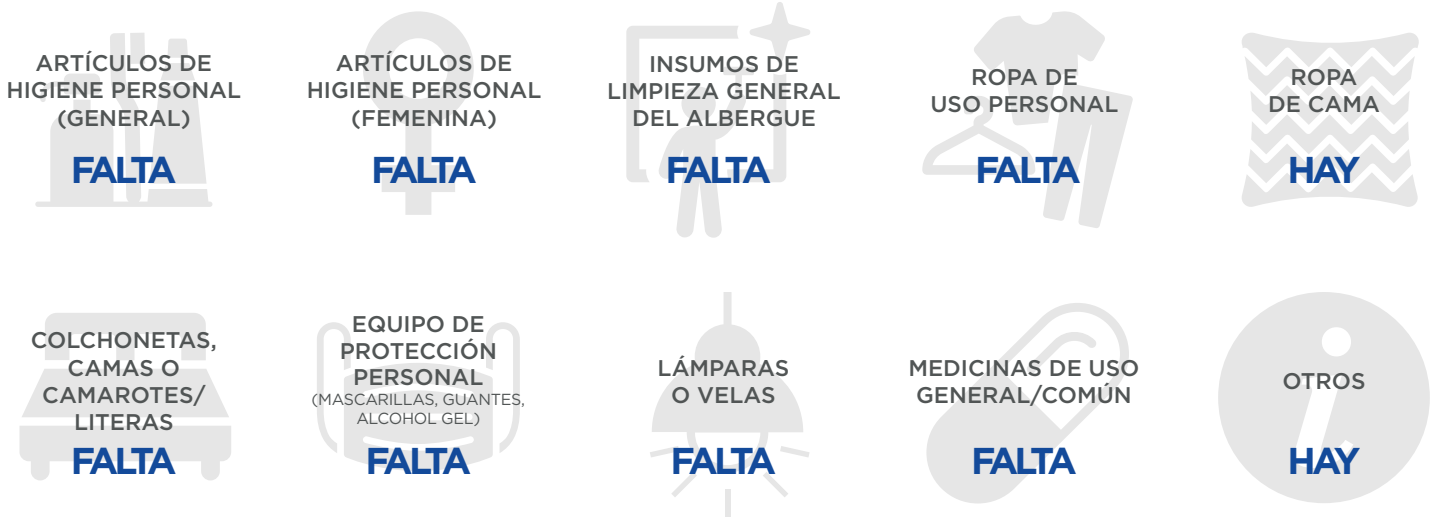 ARTÍCULOS DE
HIGIENE PERSONAL
(GENERAL)
FALTA
ARTÍCULOS DE
HIGIENE PERSONAL
(FEMENINA)
FALTA
INSUMOS DE
LIMPIEZA GENERAL
DEL ALBERGUE
FALTA
ROPA DE
USO PERSONAL
FALTA
ROPA
DE CAMA
HAY
COLCHONETAS,
CAMAS O
CAMAROTES/
LITERAS
FALTA
EQUIPO DE
PROTECCIÓN
PERSONAL
(MASCARILLAS, GUANTES,
ALCOHOL GEL)
FALTA
LÁMPARAS
O VELAS
FALTA
MEDICINAS DE USO
GENERAL/COMÚN
FALTA
OTROS
HAY